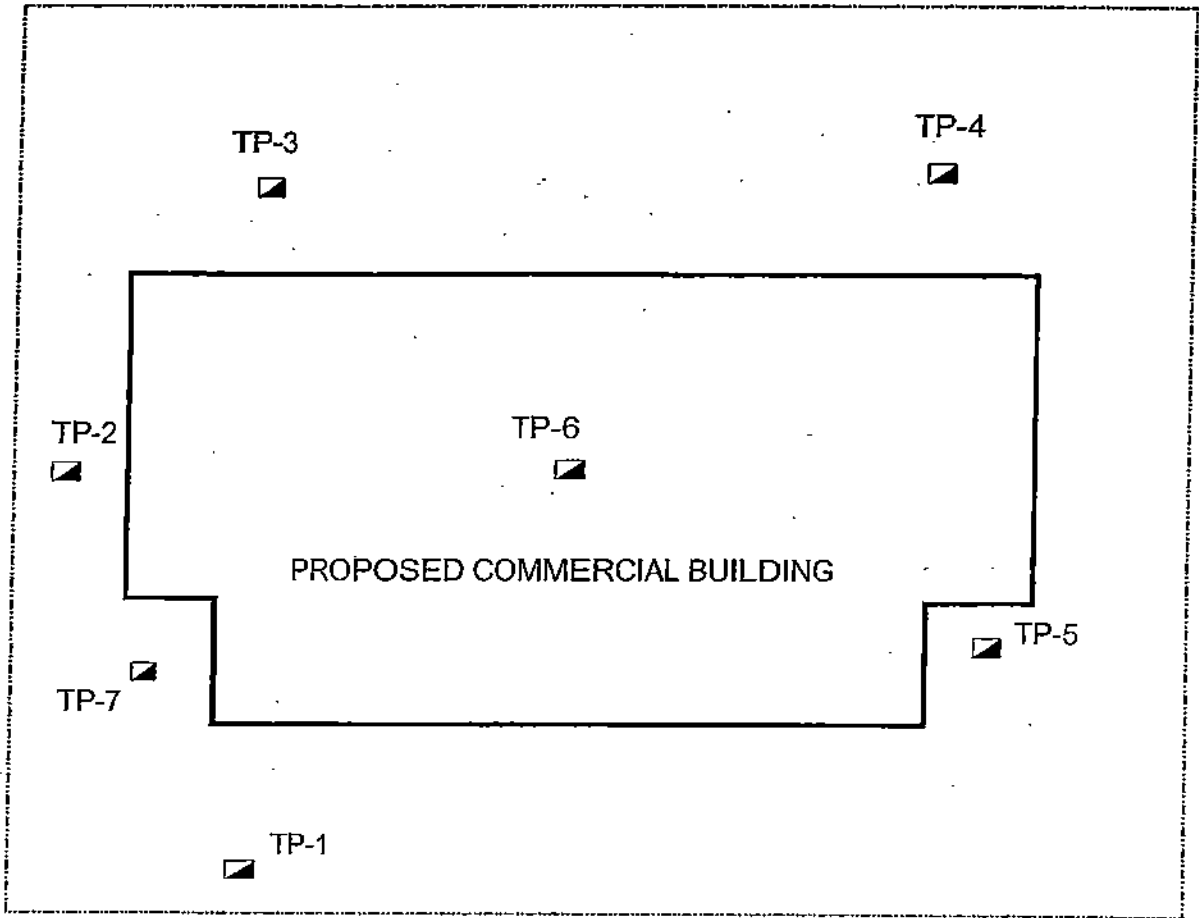 TP-3
TP-4
TP-2
TP-6
PROPOSED COMMERCIAL BUILDING
TP-5
TP-7
TP-1